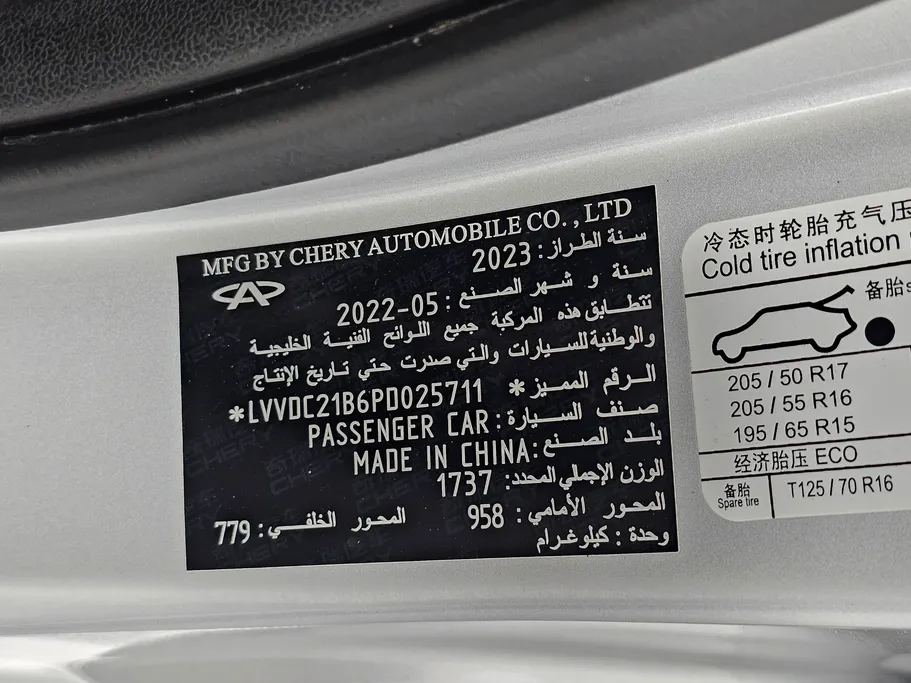 MFG BY CHERY AUTOMOBILE CO., LTD
سنة الطراز: 2023
سنة و شهر الصنع: 2022-05
تتطابق هذه المركبة جميع اللوائح الفنية الخليجية
والوطنية للسيارات والتي صدرت حتي تاريخ الإنتاج
الرقم المميز: *
*LVVDC21B6PD025711
صنف السيارة: PASSENGER CAR
بلد الصنع: MADE IN CHINA
الوزن الإجمالي المحدد: 1737
المحور الأمامي: 958 المحور الخلفي: 779
وحدة: كيلوغرام
冷态时轮胎充气压
Cold tire inflation
备胎s
205 / 50 R17
205 / 55 R16
195 / 65 R15
经济胎压 ECO
备胎
Spare tire
T125 / 70 R16